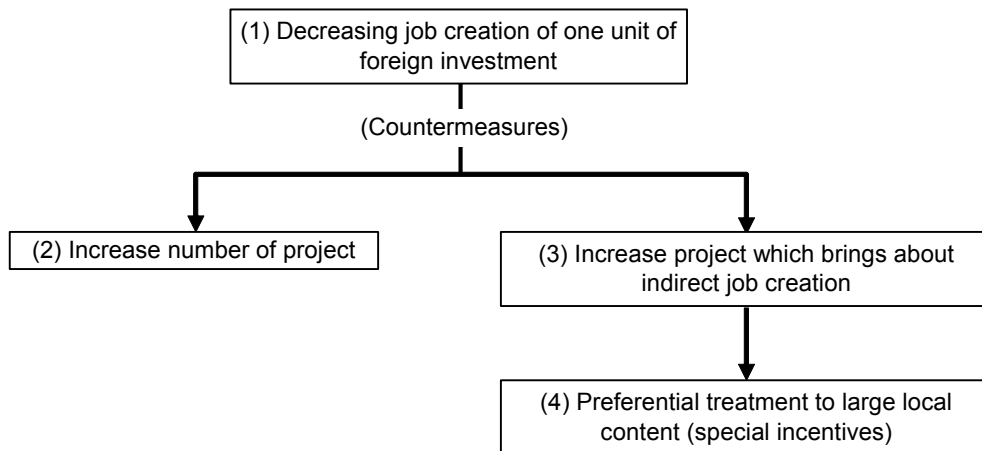 (1) Decreasing job creation of one unit of
foreign investment
(Countermeasures)
(2) Increase number of project
(3) Increase project which brings about
indirect job creation
(4) Preferential treatment to large local
content (special incentives)